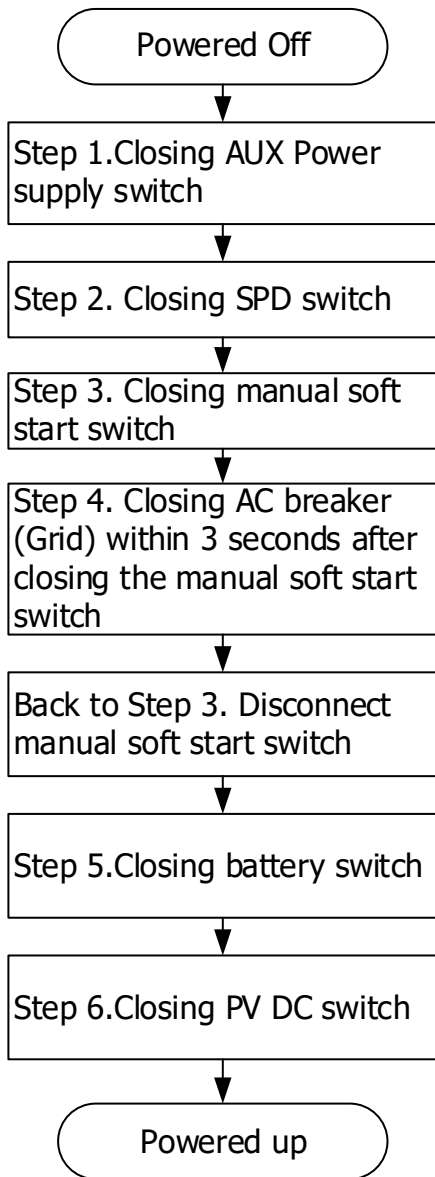 Powered Off
Step 1.Closing AUX Power
supply switch
Step 2. Closing SPD switch
Step 3. Closing manual soft
start switch
Step 4. Closing AC breaker
(Grid) within 3 seconds after
closing the manual soft start
switch
Back to Step 3. Disconnect
manual soft start switch
Step 5.Closing battery switch
Step 6.Closing PV DC switch
Powered up